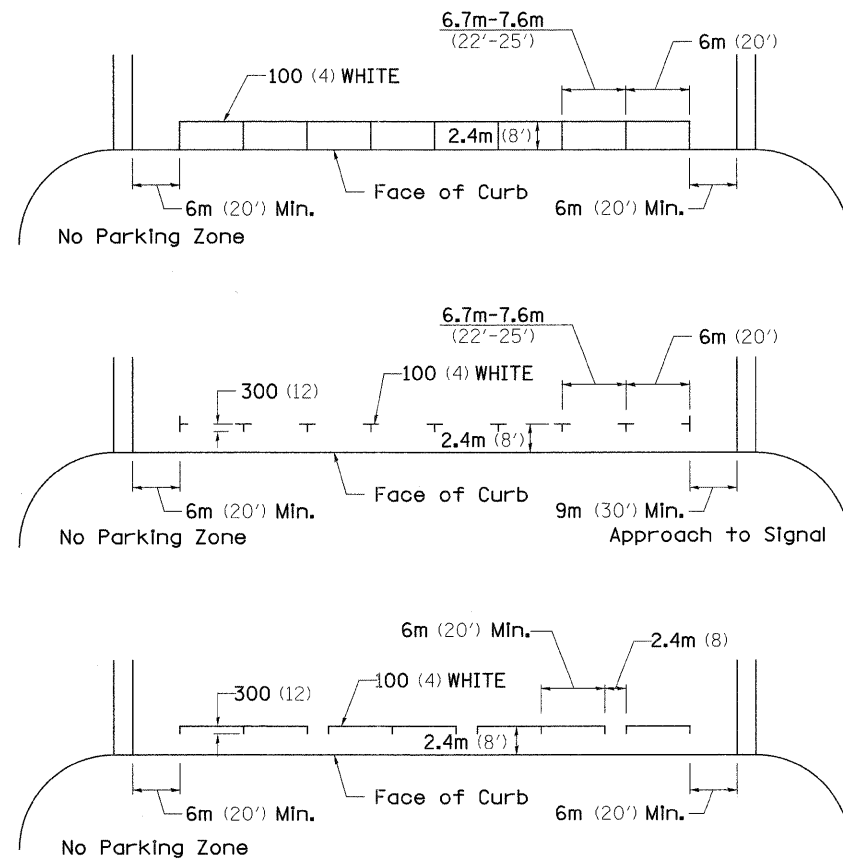 6.7m-7.6m
(22'-25')
6m (20')
100 (4) WHITE
2.4m (8')
Face of Curb
6m (20') Min.
6m (20') Min.
No Parking Zone
6.7m-7.6m
(22'-25')
6m (20')
300 (12)
100 (4) WHITE
2.4m (8')
Face of Curb
6m (20') Min.
9m (30') Min.
No Parking Zone
Approach to Signal
6m (20') Min.
2.4m (8)
300 (12)
100 (4) WHITE
2.4m (8')
Face of Curb
6m (20') Min.
6m (20') Min.
No Parking Zone